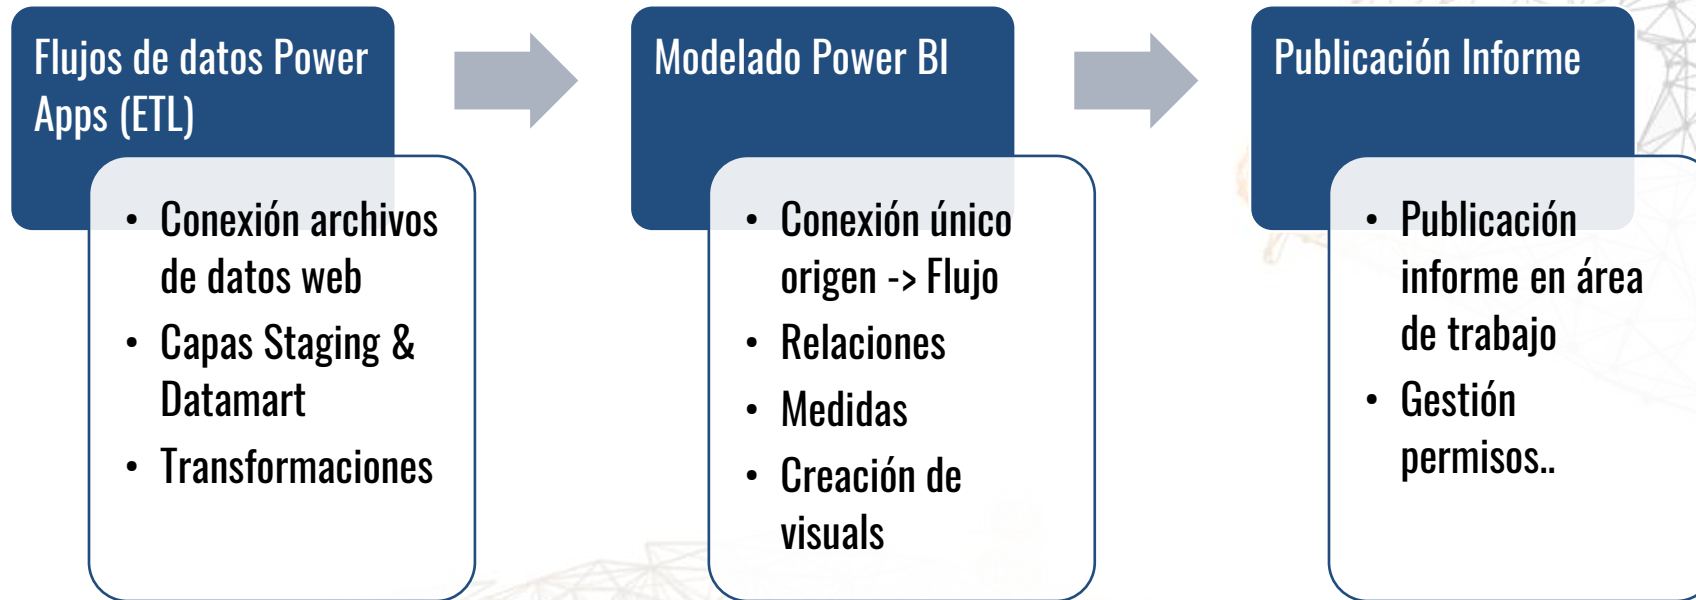 Flujos de datos Power
Apps (ETL)
• Conexión archivos
de datos web
• Capas Staging &
Datamart
• Transformaciones
Modelado Power BI
• Conexión único
origen -> Flujo
• Relaciones
• Medidas
• Creación de
visuals
Publicación Informe
• Publicación
informe en área
de trabajo
• Gestión
permisos..